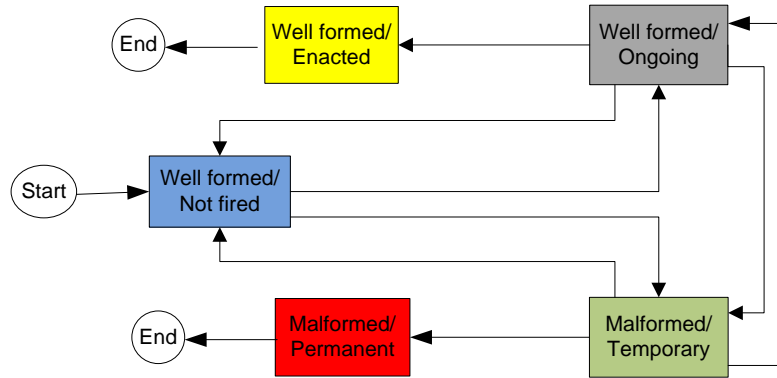 End
Well formed/
Enacted
Well formed/
Ongoing
Start
Well formed/
Not fired
End
Malformed/
Permanent
Malformed/
Temporary